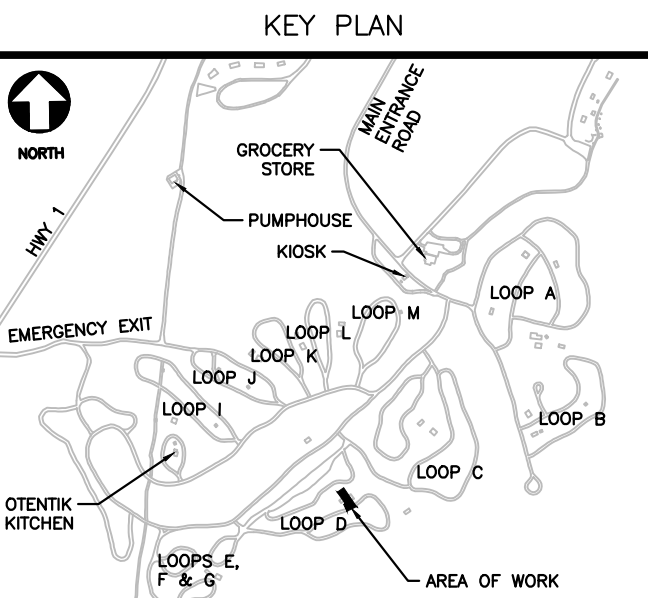 KEY PLAN
NORTH
MAIN
ENTRANCE
ROAD
GROCERY
STORE
HWY 1
PUMPHOUSE
KIOSK
LOOP A
LOOP M
LOOP L
EMERGENCY EXIT
LOOP K
LOOP J
LOOP I
LOOP B
LOOP C
OTENTIK
KITCHEN
LOOP D
LOOPS E,
F & G
AREA OF WORK